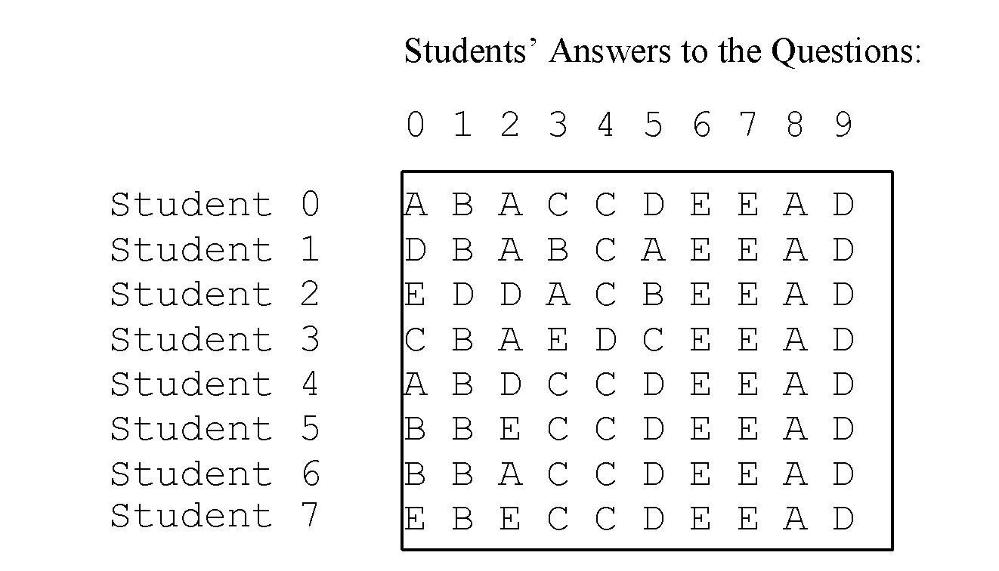 Students’ Answers to the Questions:
0 1 2 3 4 5 6 7 8 9
Student 0 A B A C C D E E A D
Student 1 D B A B C A E E A D
Student 2 E D D A C B E E A D
Student 3 C B A E D C E E A D
Student 4 A B D C C D E E A D
Student 5 B B E C C D E E A D
Student 6 B B A C C D E E A D
Student 7 E B E C C D E E A D